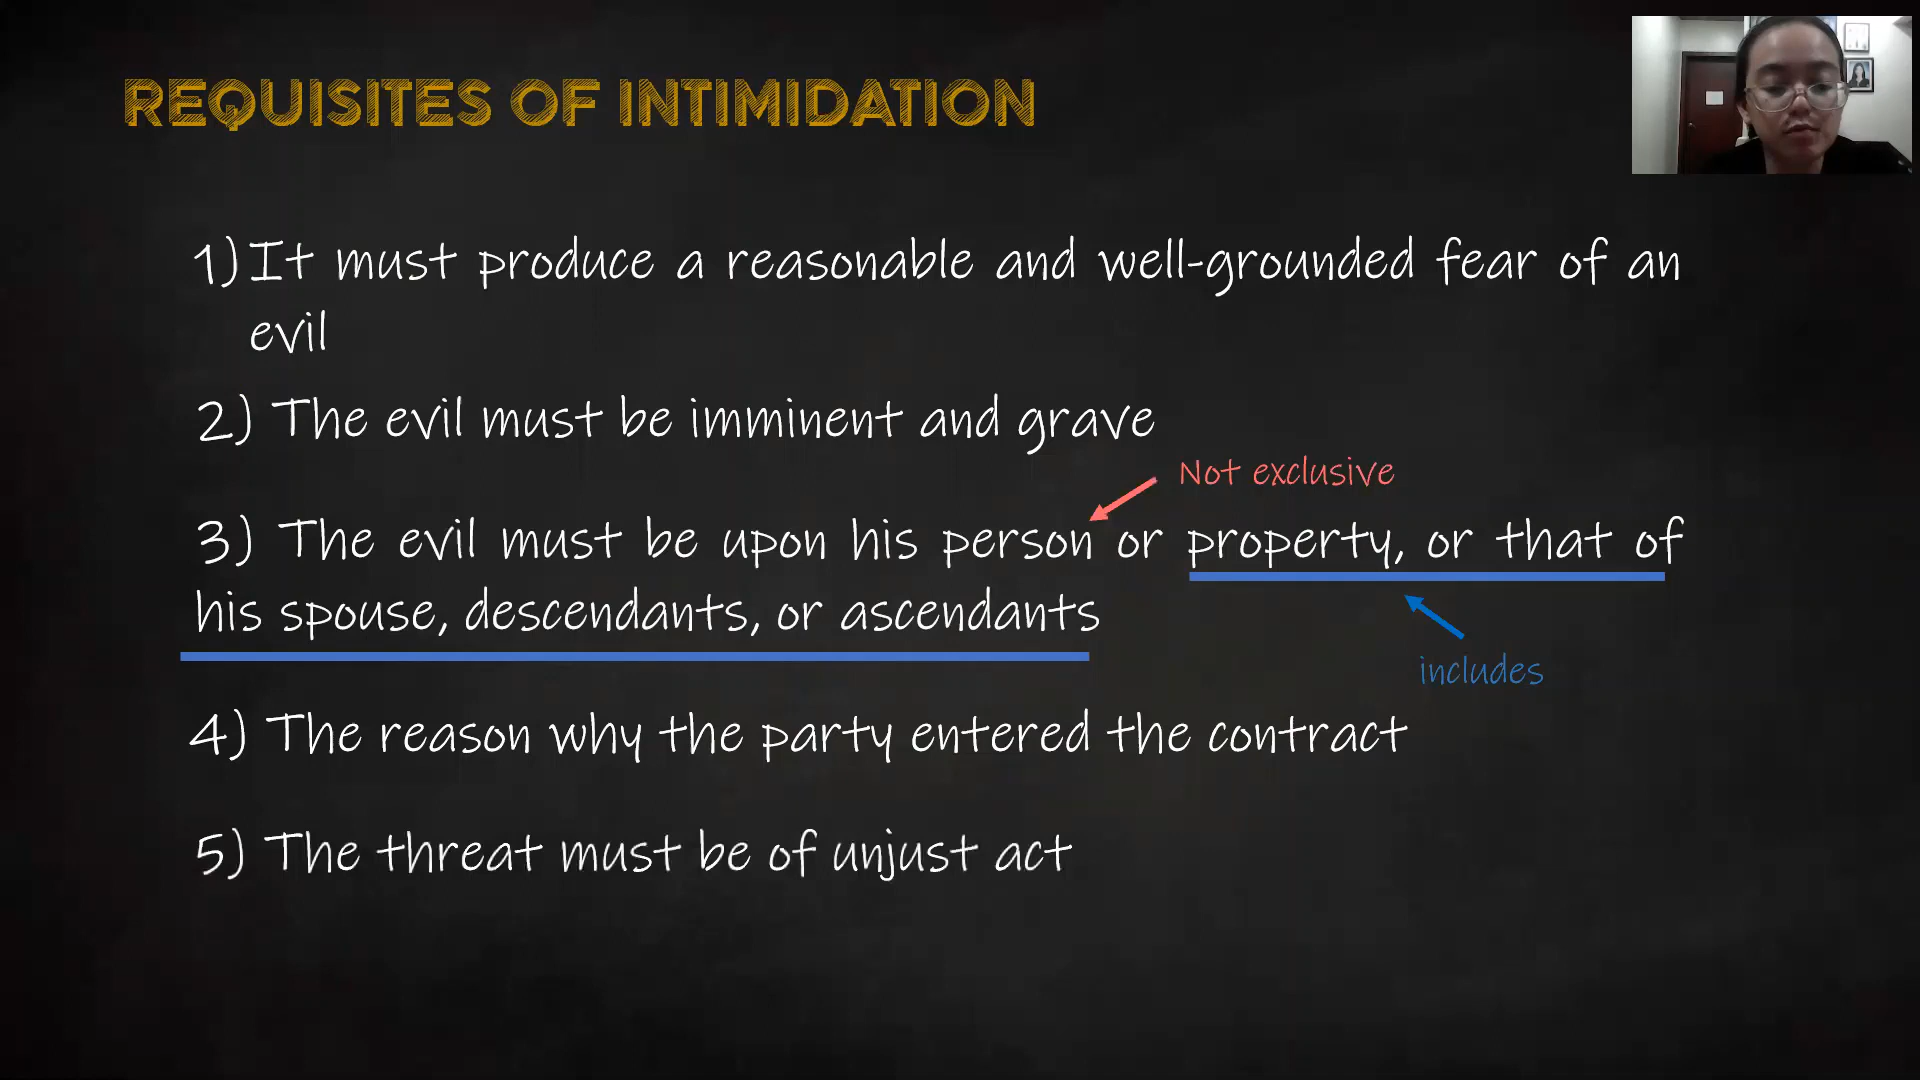 REQUISITES OF INTIMIDATION
1) It must produce a reasonable and well-grounded fear of an
evil
2) The evil must be imminent and grave
Not exclusive
3) The evil must be upon his person or property, or that of
his spouse, descendants, or ascendants
includes
4) The reason why the party entered the contract
5) The threat must be of unjust act